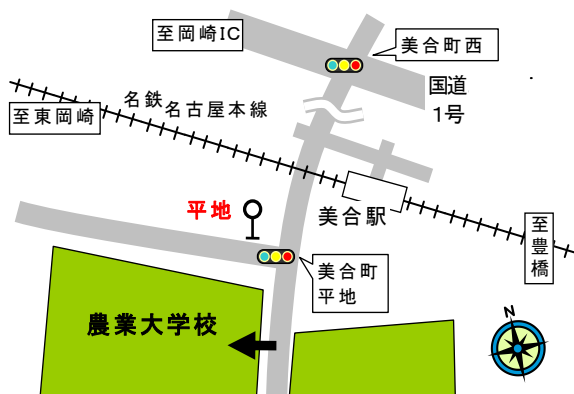 至岡崎IC
美合町西
国道
1号
至東岡崎
名鉄名古屋本線
平地
美合駅
至豊橋
美合町
平地
農業大学校
N